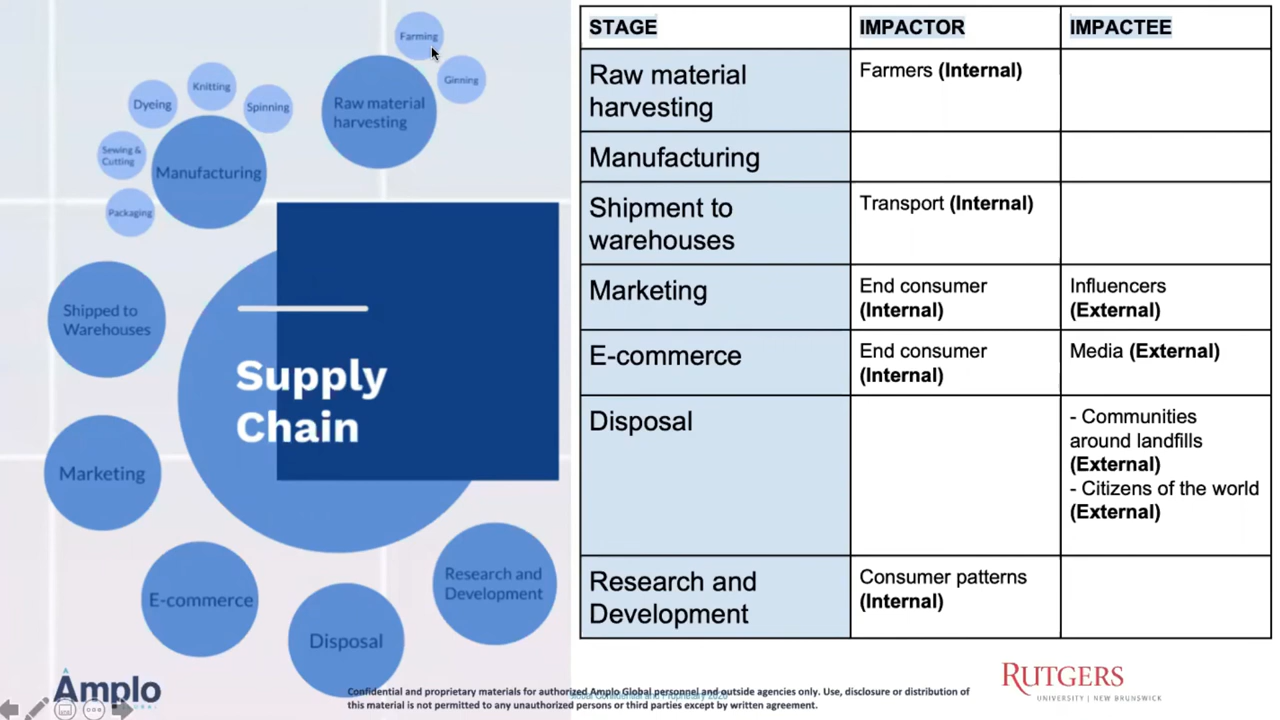 Farming
Ginning
Raw material
harvesting
Knitting
Dyeing
Spinning
Sewing &
Cutting
Manufacturing
Packaging
Shipped to
Warehouses
Supply
Chain
Marketing
E-commerce
Disposal
Research and
Development
STAGE IMPACTOR IMPACTEE
Raw material
harvesting
Farmers (Internal)
Manufacturing
Shipment to
warehouses
Transport (Internal)
Marketing
End consumer
(Internal)
Influencers
(External)
E-commerce
End consumer
(Internal)
Media (External)
Disposal
- Communities
around landfills
(External)
- Citizens of the world
(External)
Research and
Development
Consumer patterns
(Internal)
Amplo
Confidential and proprietary materials for authorized Amplo Global personnel and outside agencies only. Use, disclosure or distribution of
this material is not permitted to any unauthorized persons or third parties except by written agreement.
RUTGERS
UNIVERSITY | NEW BRUNSWICK